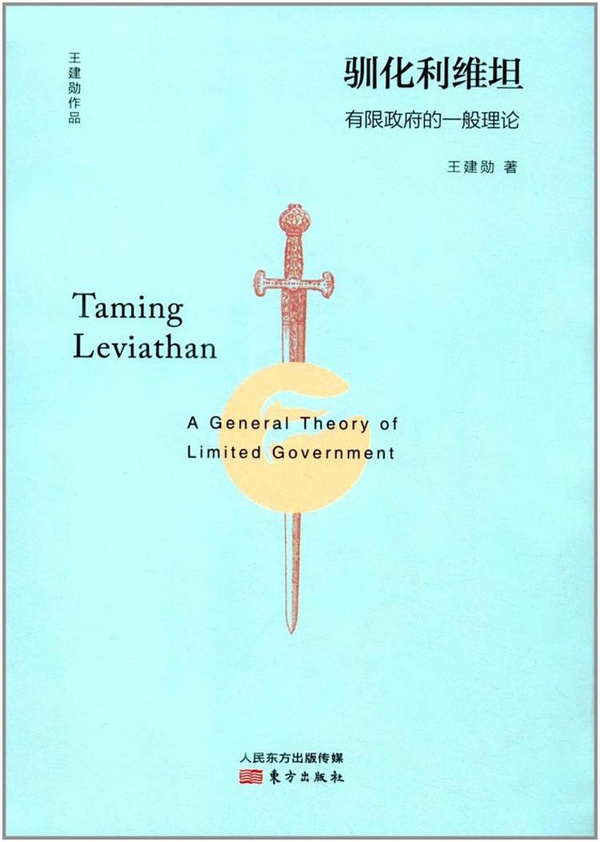 王建勋作品
驯化利维坦
有限政府的一般理论
王建勋 著
Taming
Leviathan
A General Theory of
Limited Government
人民东方出版传媒
东方出版社